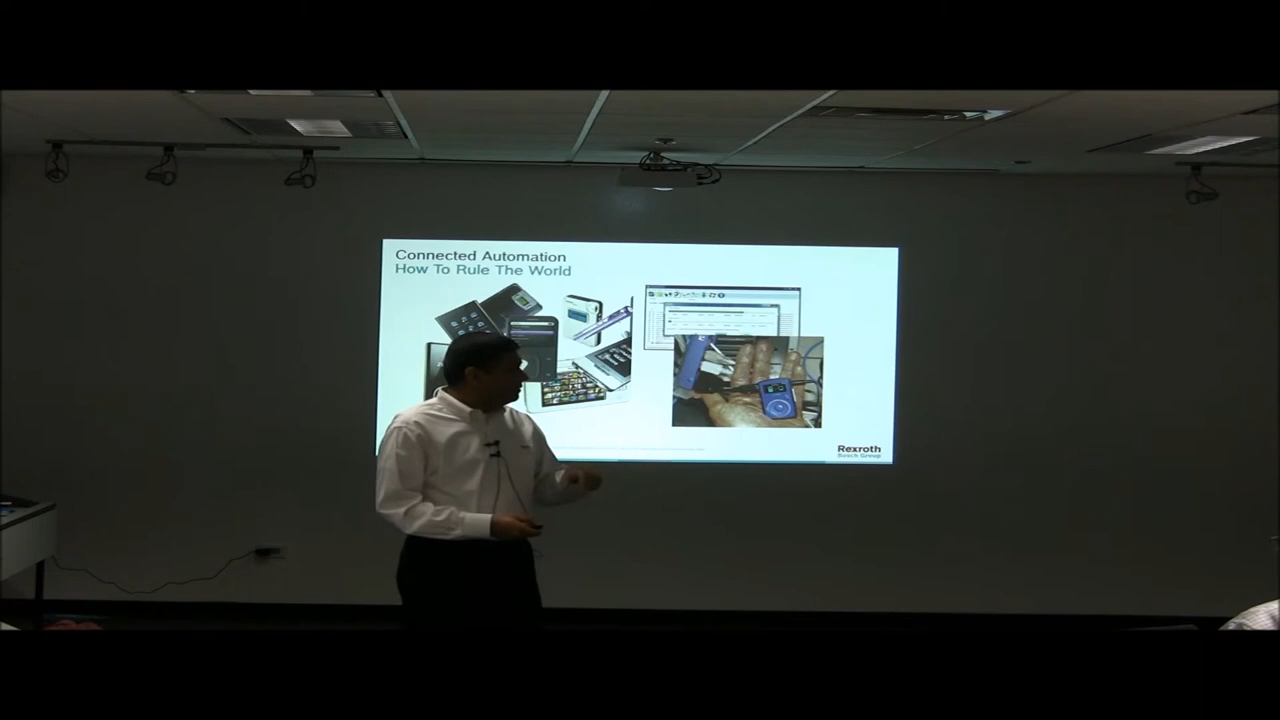 Connected Automation
How To Rule The World
Rexroth
Bosch Group